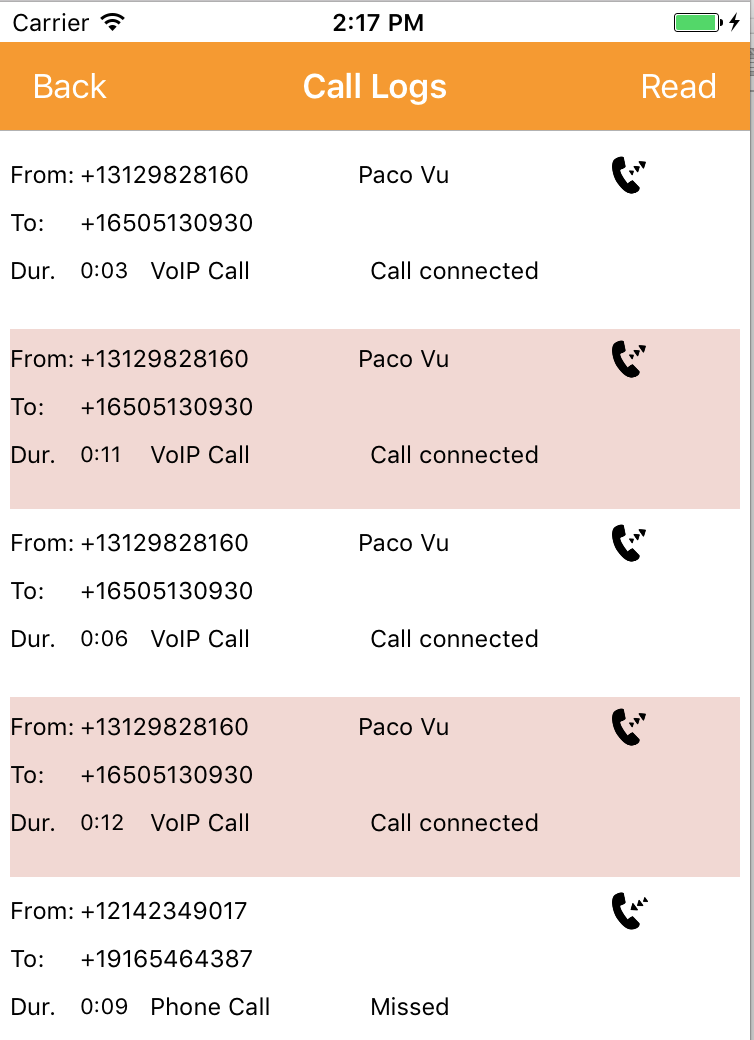 Carrier 2:17 PM
Back Call Logs Read
From: +13129828160 Paco Vu
To: +16505130930
Dur. 0:03 VoIP Call Call connected
From: +13129828160 Paco Vu
To: +16505130930
Dur. 0:11 VoIP Call Call connected
From: +13129828160 Paco Vu
To: +16505130930
Dur. 0:06 VoIP Call Call connected
From: +13129828160 Paco Vu
To: +16505130930
Dur. 0:12 VoIP Call Call connected
From: +12142349017
To: +19165464387
Dur. 0:09 Phone Call Missed